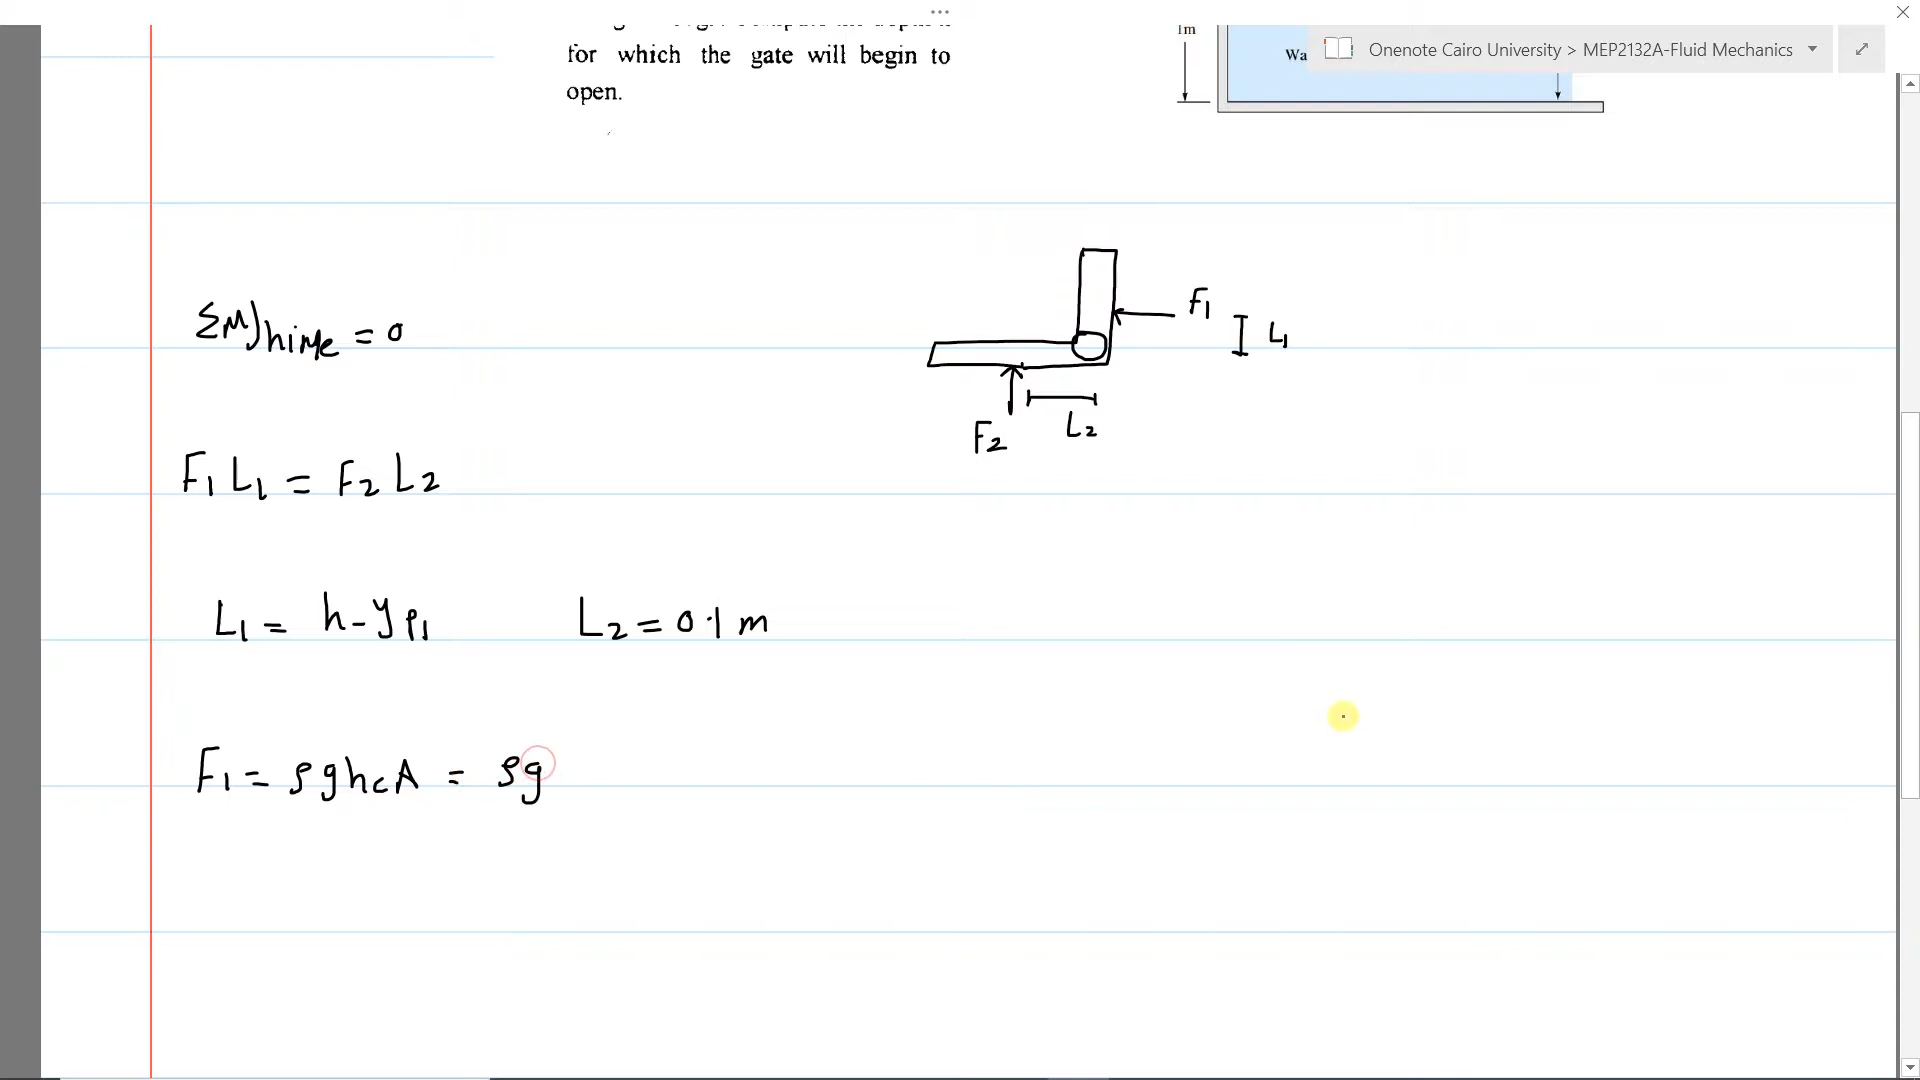 for which the gate will begin to
open.
1m
Wa
Onenote Cairo University > MEP2132A-Fluid Mechanics
ΣM)hinge = 0
F1
L1
F2
L2
F1 L1 = F2 L2
L1 = h - yp1 L2 = 0.1 m
F1 = ρghcA = ρg